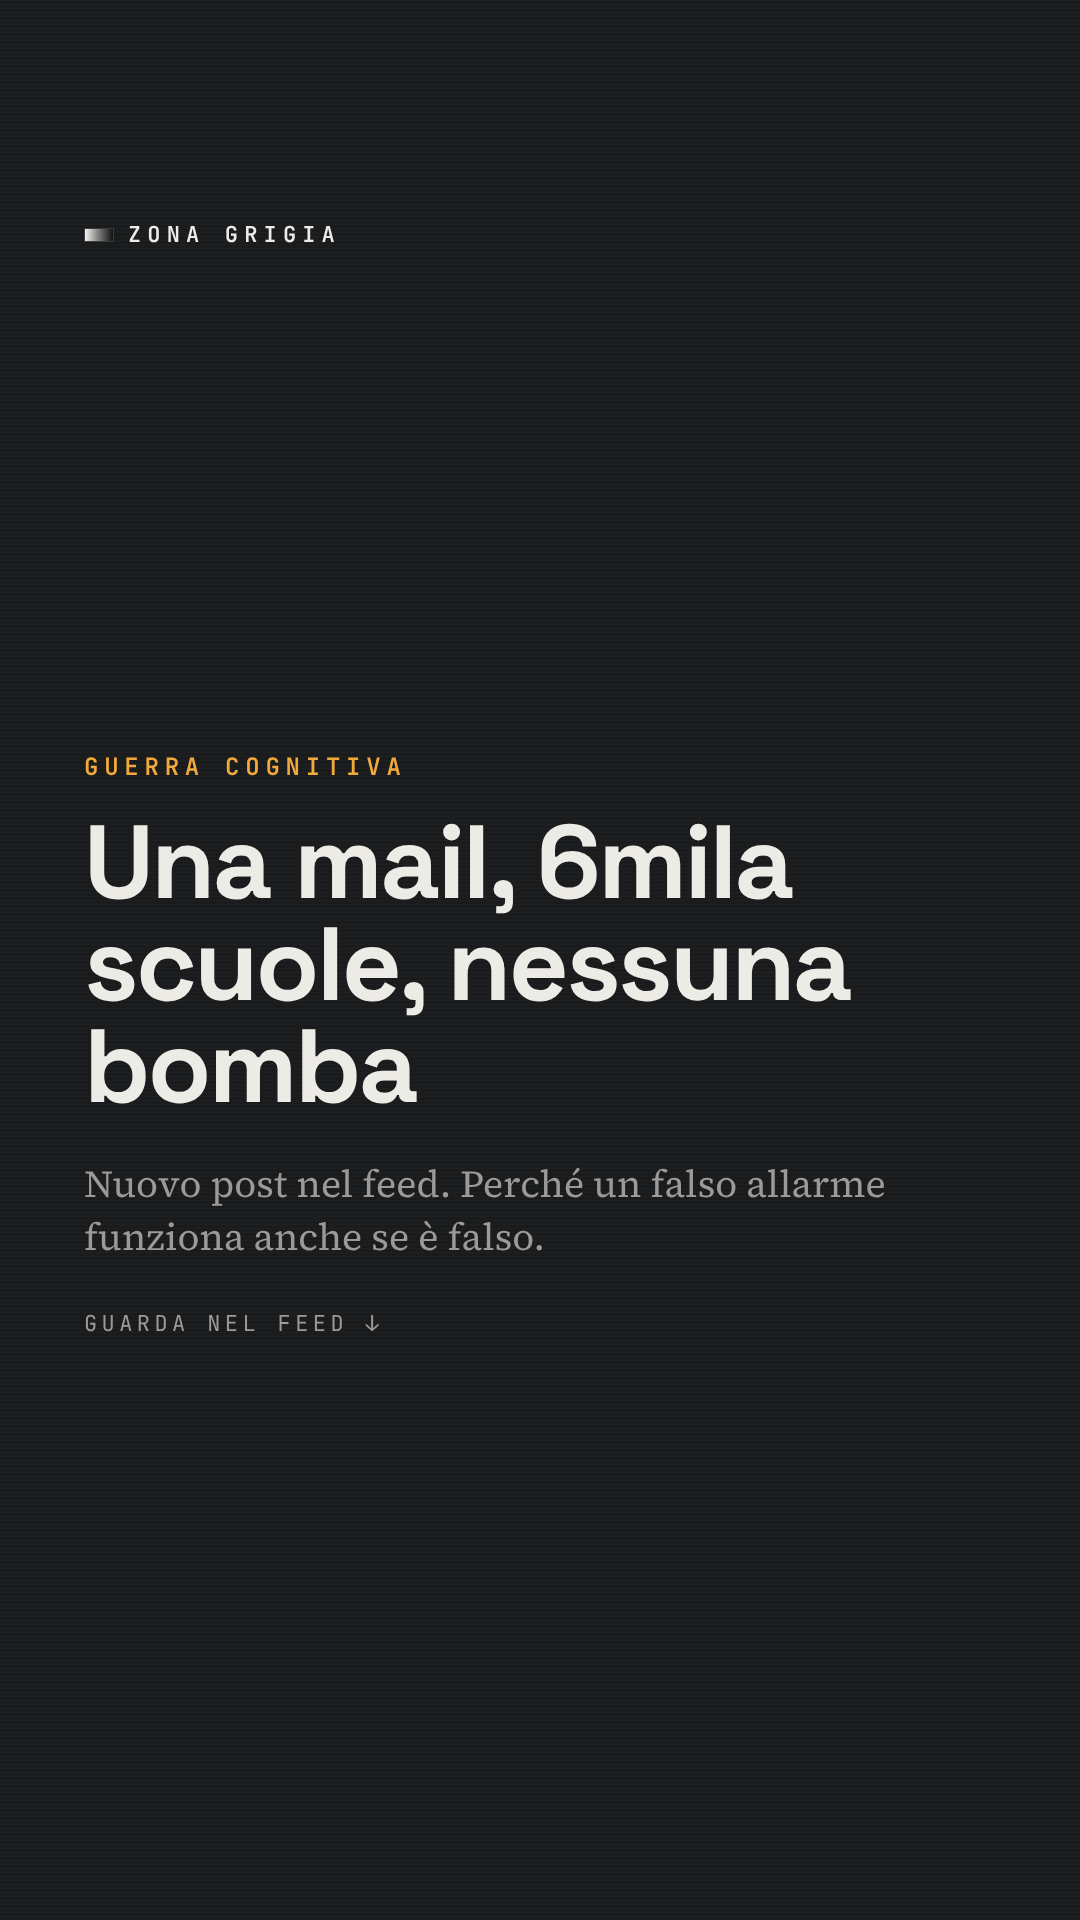 ZONA GRIGIA
GUERRA COGNITIVA
Una mail, 6mila
scuole, nessuna
bomba
Nuovo post nel feed. Perché un falso allarme
funziona anche se è falso.
GUARDA NEL FEED ↓